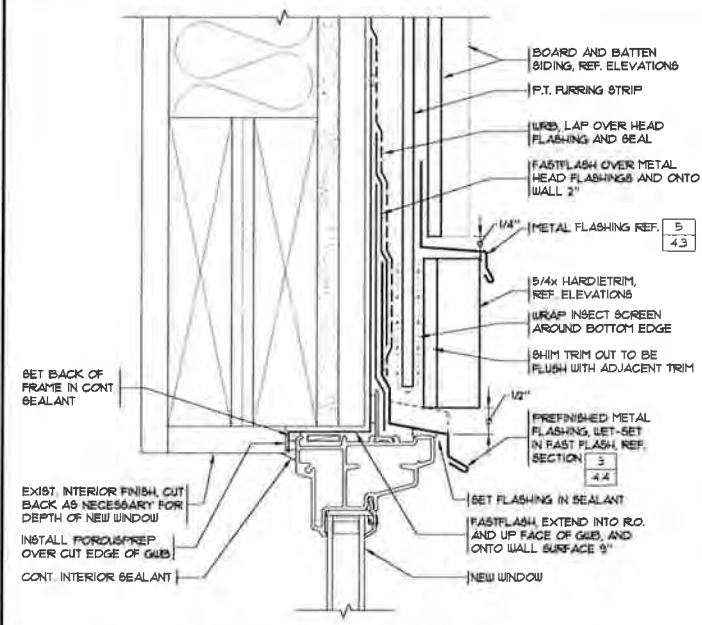 BOARD AND BATTEN
SIDING, REF. ELEVATIONS
P.T. FURRING STRIP
WRB, LAP OVER HEAD
FLASHING AND SEAL
FASTFLASH OVER METAL
HEAD FLASHINGS AND ONTO
WALL 2"
1/4"
METAL FLASHING REF. 5
4.3
5/4x HARDIETRIM,
REF. ELEVATIONS
WRAP INSECT SCREEN
AROUND BOTTOM EDGE
SHIM TRIM OUT TO BE
FLUSH WITH ADJACENT TRIM
1/2"
PREFINISHED METAL
FLASHING, WET-SET
IN FAST FLASH, REF.
SECTION 3
4.4
SET FLASHING IN SEALANT
FASTFLASH, EXTEND INTO R.O.
AND UP FACE OF GWB, AND
ONTO WALL SURFACE 9"
NEW WINDOW
SET BACK OF
FRAME IN CONT
SEALANT
EXIST. INTERIOR FINISH, CUT
BACK AS NECESSARY FOR
DEPTH OF NEW WINDOW
INSTALL POROUSPREP
OVER CUT EDGE OF GWB
CONT. INTERIOR SEALANT